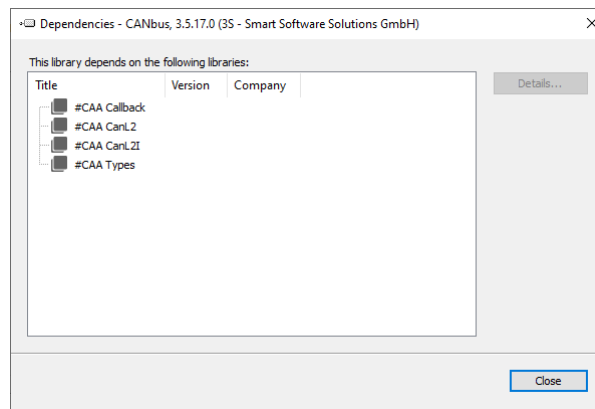 Dependencies - CANbus, 3.5.17.0 (3S - Smart Software Solutions GmbH)
This library depends on the following libraries:
Title Version Company
Details...
#CAA Callback
#CAA CanL2
#CAA CanL2I
#CAA Types
Close